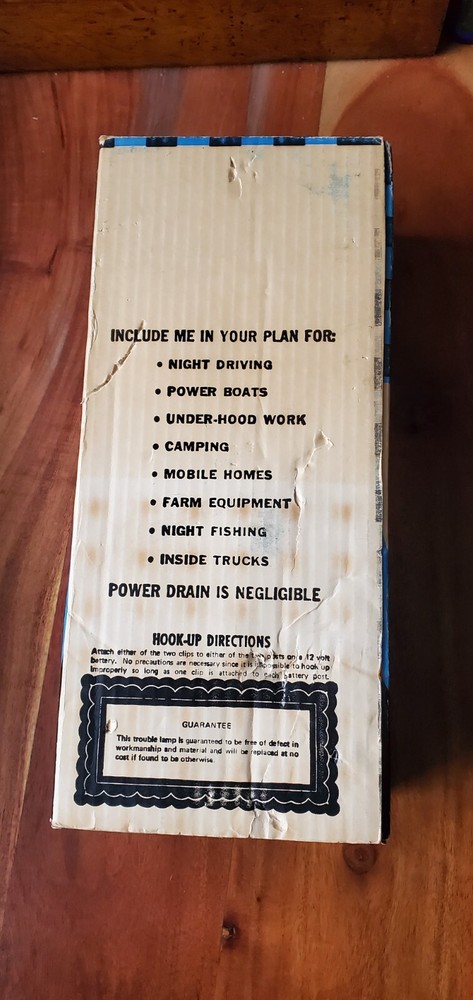 INCLUDE ME IN YOUR PLAN FOR:
• NIGHT DRIVING
• POWER BOATS
• UNDER-HOOD WORK
• CAMPING
• MOBILE HOMES
• FARM EQUIPMENT
• NIGHT FISHING
• INSIDE TRUCKS
POWER DRAIN IS NEGLIGIBLE
HOOK-UP DIRECTIONS
Attach either of the two clips to either of the two posts on a 12 volt
battery. No precautions are necessary since it is impossible to hook up
improperly so long as one clip is attached to each battery post.
GUARANTEE
This trouble lamp is guaranteed to be free of defect in
workmanship and material and will be replaced at no
cost if found to be otherwise.